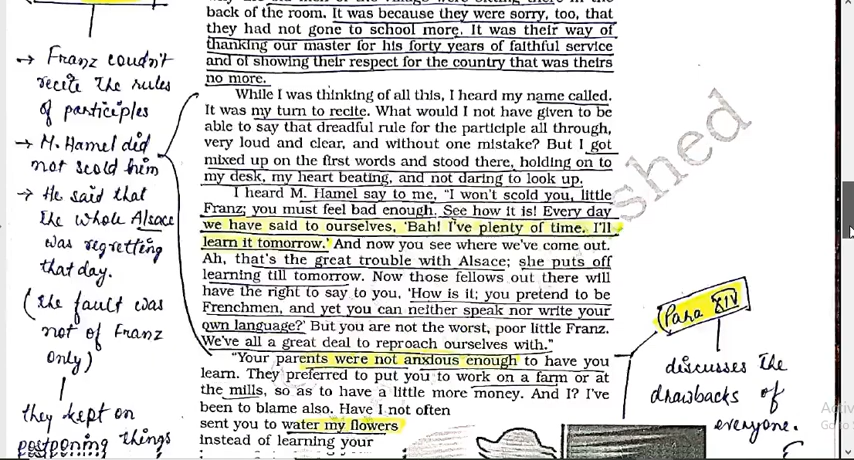 back of the room. It was because they were sorry, too, that
they had not gone to school more. It was their way of
thanking our master for his forty years of faithful service
and of showing their respect for the country that was theirs
no more.
While I was thinking of all this, I heard my name called.
It was my turn to recite. What would I not have given to be
able to say that dreadful rule for the participle all through,
very loud and clear, and without one mistake? But I got
mixed up on the first words and stood there, holding on to
my desk, my heart beating, and not daring to look up.
I heard M. Hamel say to me, "I won't scold you, little
Franz; you must feel bad enough. See how it is! Every day
we have said to ourselves, 'Bah! I've plenty of time. I'll
learn it tomorrow.' And now you see where we've come out.
Ah, that's the great trouble with Alsace; she puts off
learning till tomorrow. Now those fellows out there will
have the right to say to you, 'How is it; you pretend to be
Frenchmen, and yet you can neither speak nor write your
own language?' But you are not the worst, poor little Franz.
We've all a great deal to reproach ourselves with."
"Your parents were not anxious enough to have you
learn. They preferred to put you to work on a farm or at
the mills, so as to have a little more money. And I? I've
been to blame also. Have I not often
sent you to water my flowers
instead of learning your
→ Franz couldn't
recite the rules
of participles
→ M. Hamel did
not scold him
→ He said that
the whole Alsace
was regretting
that day.
(the fault was
not of Franz
only)
they kept on
postponing things
Para XIV
discusses the
drawbacks of
everyone.
shed
Activ
Go to S